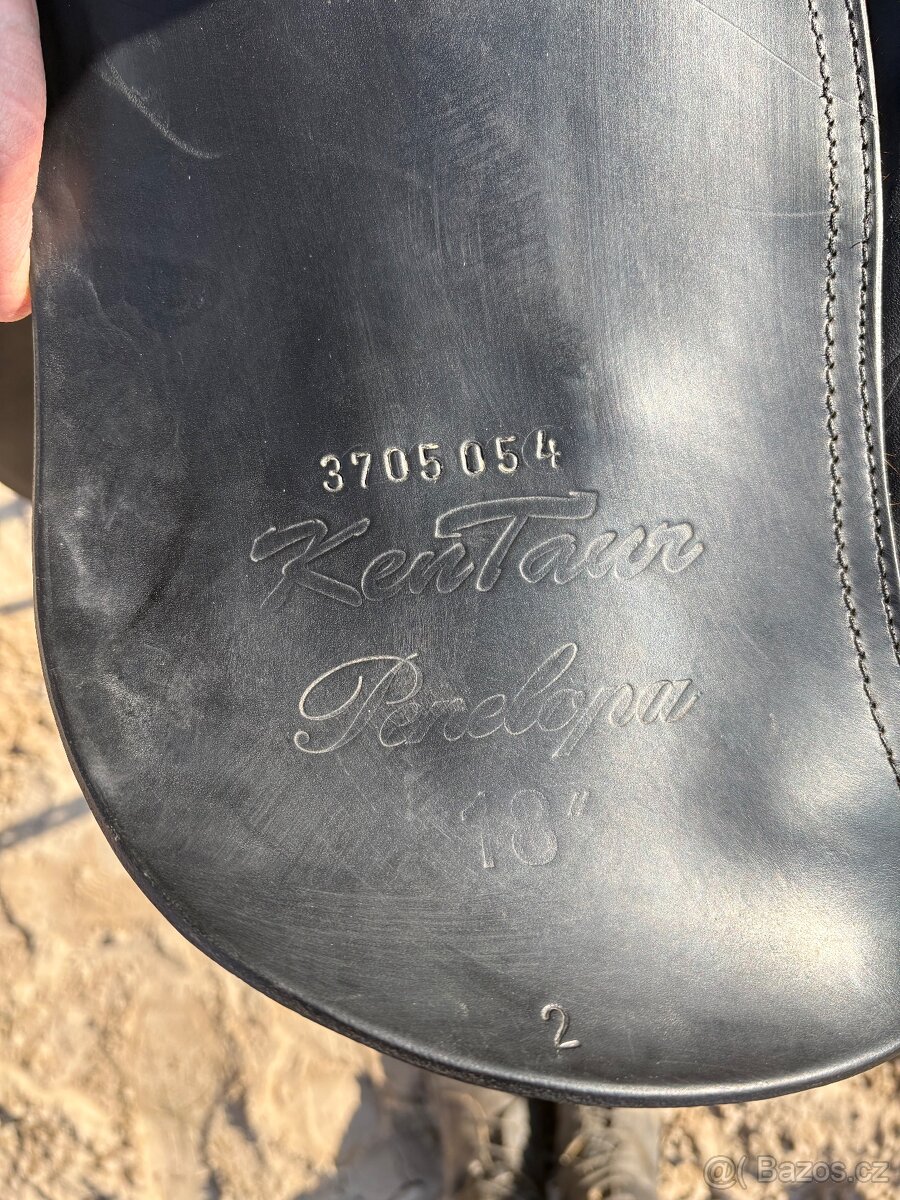 3705054
KenTaur
Penelopa
18"
2
@( Bazos.cz